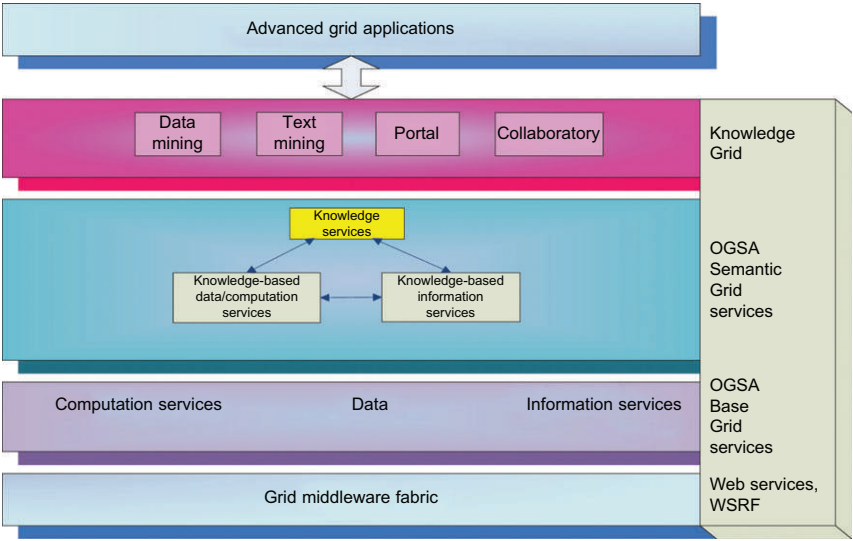 Advanced grid applications
Data
mining
Text
mining
Portal
Collaboratory
Knowledge
Grid
Knowledge
services
Knowledge-based
data/computation
services
Knowledge-based
information
services
OGSA
Semantic
Grid
services
Computation services
Data
Information services
OGSA
Base
Grid
services
Grid middleware fabric
Web services,
WSRF